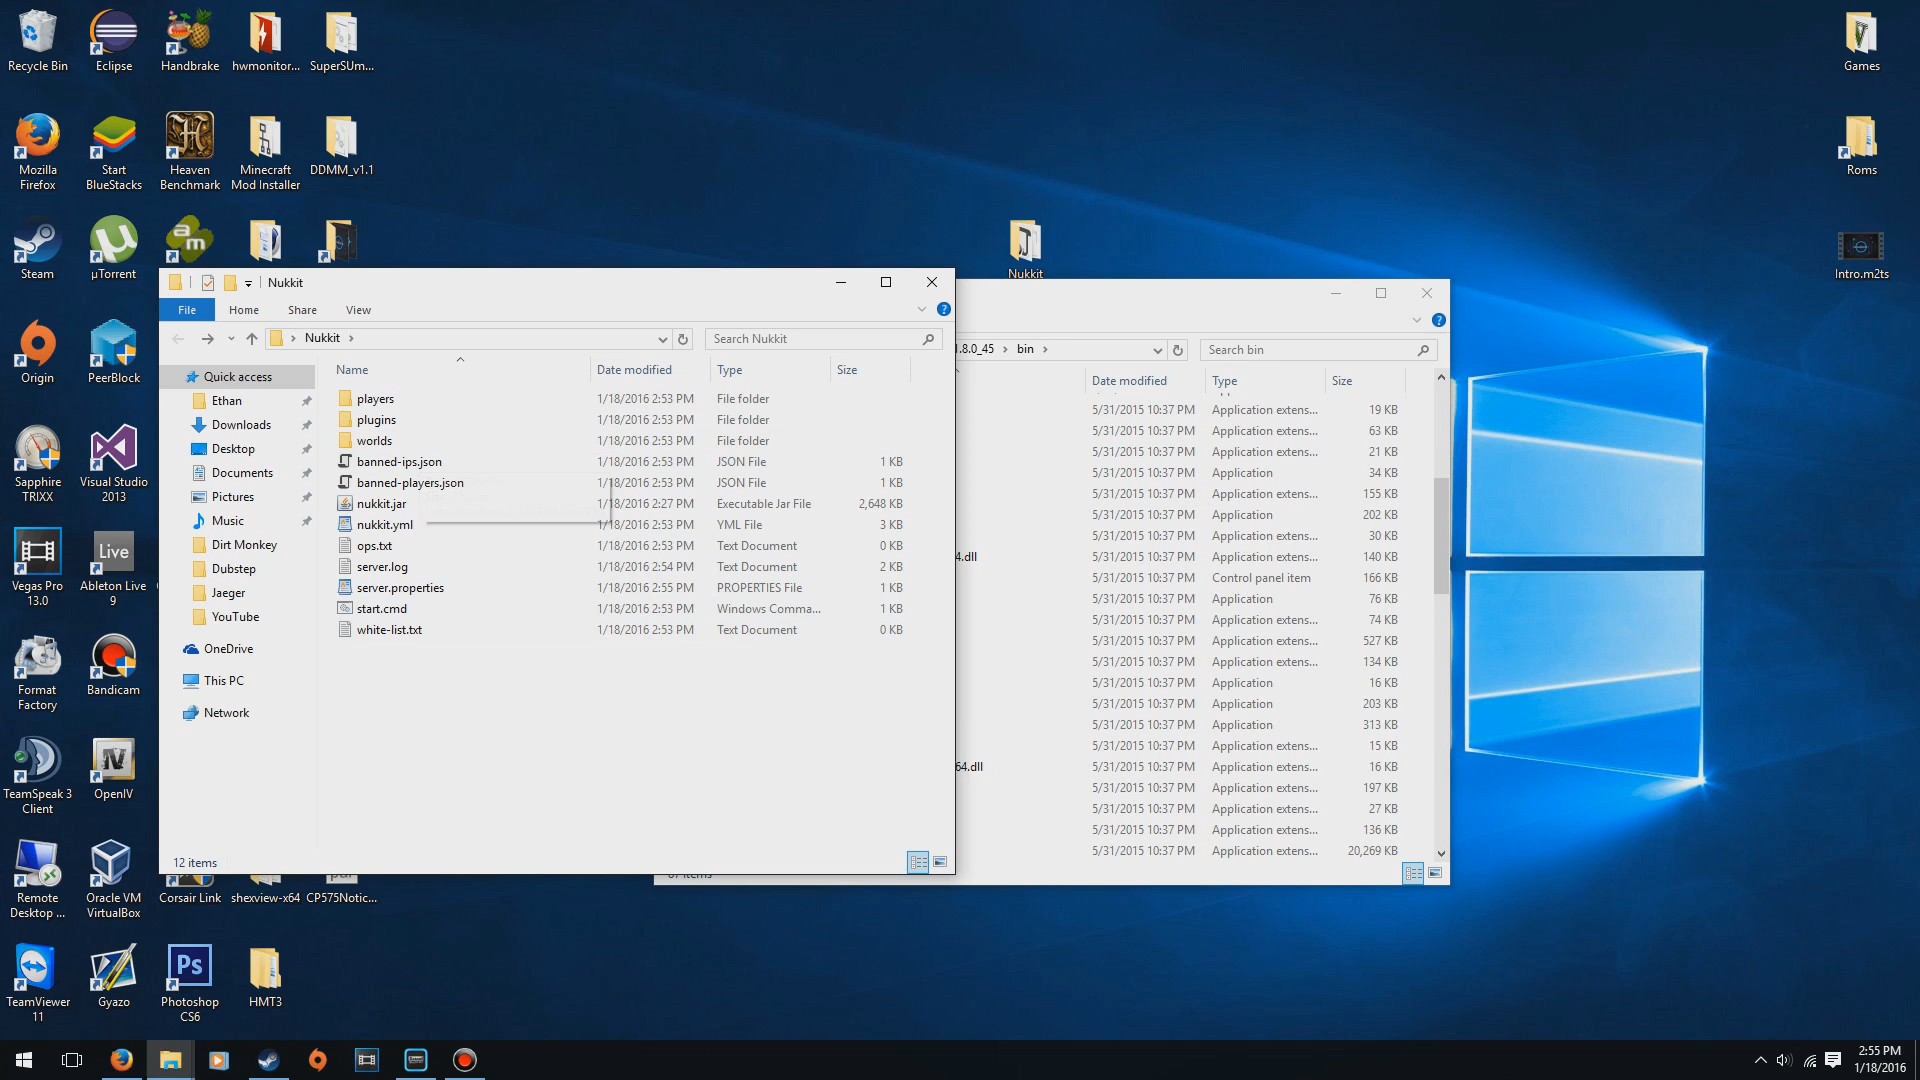 Recycle Bin
Eclipse
Handbrake
hwmonitor...
SuperSUm...
Games
Mozilla
Firefox
Start
BlueStacks
Heaven
Benchmark
Minecraft
Mod Installer
DDMM_v1.1
Roms
Steam
µTorrent
Nukkit
Intro.m2ts
Origin
PeerBlock
Sapphire
TRIXX
Visual Studio
2013
Vegas Pro
13.0
Live
Ableton Live
9
Format
Factory
Bandicam
TeamSpeak 3
Client
OpenIV
Remote
Desktop ...
Oracle VM
VirtualBox
Corsair Link
shexview-x64
CP575Notic...
TeamViewer
11
Gyazo
Ps
Photoshop
CS6
HMT3
Nukkit
File Home Share View
Nukkit
Search Nukkit
Quick access
Ethan
Downloads
Desktop
Documents
Pictures
Music
Dirt Monkey
Dubstep
Jaeger
YouTube
OneDrive
This PC
Network
Name Date modified Type Size
players 1/18/2016 2:53 PM File folder
plugins 1/18/2016 2:53 PM File folder
worlds 1/18/2016 2:53 PM File folder
banned-ips.json 1/18/2016 2:53 PM JSON File 1 KB
banned-players.json 1/18/2016 2:53 PM JSON File 1 KB
nukkit.jar 1/18/2016 2:27 PM Executable Jar File 2,648 KB
nukkit.yml 1/18/2016 2:53 PM YML File 3 KB
ops.txt 1/18/2016 2:53 PM Text Document 0 KB
server.log 1/18/2016 2:54 PM Text Document 2 KB
server.properties 1/18/2016 2:55 PM PROPERTIES File 1 KB
start.cmd 1/18/2016 2:53 PM Windows Comma... 1 KB
white-list.txt 1/18/2016 2:53 PM Text Document 0 KB
12 items
1.8.0_45 bin
Search bin
Date modified Type Size
5/31/2015 10:37 PM Application extens... 19 KB
5/31/2015 10:37 PM Application extens... 63 KB
5/31/2015 10:37 PM Application extens... 21 KB
5/31/2015 10:37 PM Application 34 KB
5/31/2015 10:37 PM Application extens... 155 KB
5/31/2015 10:37 PM Application 202 KB
5/31/2015 10:37 PM Application extens... 30 KB
4.dll 5/31/2015 10:37 PM Application extens... 140 KB
5/31/2015 10:37 PM Control panel item 166 KB
5/31/2015 10:37 PM Application 76 KB
5/31/2015 10:37 PM Application extens... 74 KB
5/31/2015 10:37 PM Application extens... 527 KB
5/31/2015 10:37 PM Application extens... 134 KB
5/31/2015 10:37 PM Application 16 KB
5/31/2015 10:37 PM Application 203 KB
5/31/2015 10:37 PM Application 313 KB
5/31/2015 10:37 PM Application extens... 15 KB
64.dll 5/31/2015 10:37 PM Application extens... 16 KB
5/31/2015 10:37 PM Application extens... 197 KB
5/31/2015 10:37 PM Application extens... 27 KB
5/31/2015 10:37 PM Application extens... 136 KB
5/31/2015 10:37 PM Application extens... 20,269 KB
2:55 PM
1/18/2016